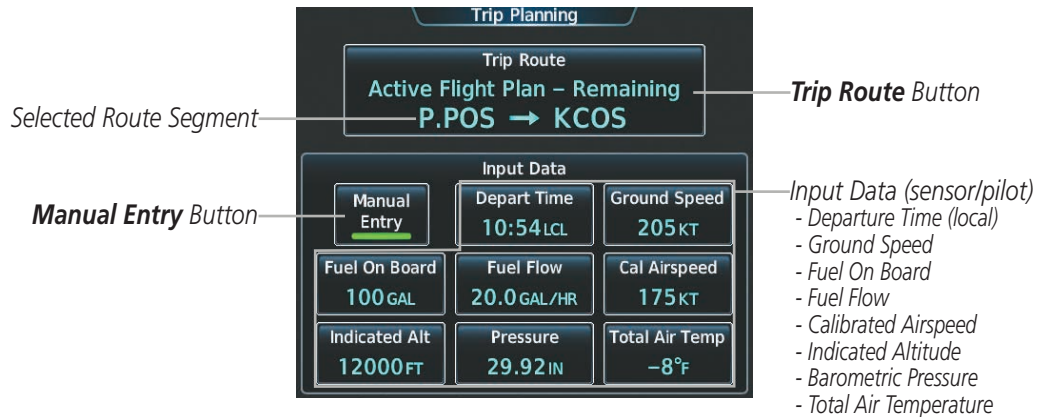 Trip Planning
Trip Route
Active Flight Plan – Remaining
P.POS → KCOS
Trip Route Button
Selected Route Segment
Input Data
Manual Entry Button
Manual
Entry
Depart Time
10:54LCL
Ground Speed
205KT
Fuel On Board
100GAL
Fuel Flow
20.0GAL/HR
Cal Airspeed
175KT
Indicated Alt
12000FT
Pressure
29.92IN
Total Air Temp
–8°F
Input Data (sensor/pilot)
- Departure Time (local)
- Ground Speed
- Fuel On Board
- Fuel Flow
- Calibrated Airspeed
- Indicated Altitude
- Barometric Pressure
- Total Air Temperature